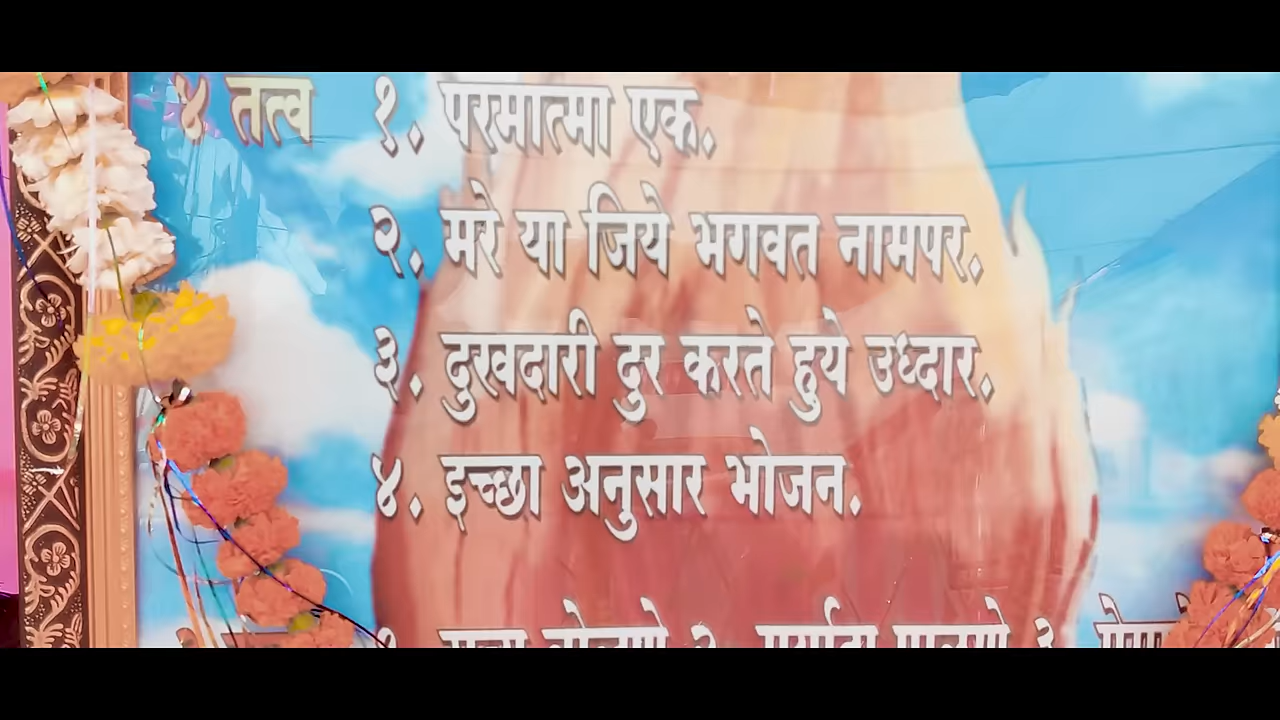 ४ तत्व १. परमात्मा एक.
२. मरे या जिये भगवत नामपर.
३. दुखदारी दुर करते हुये उध्दार.
४. इच्छा अनुसार भोजन.